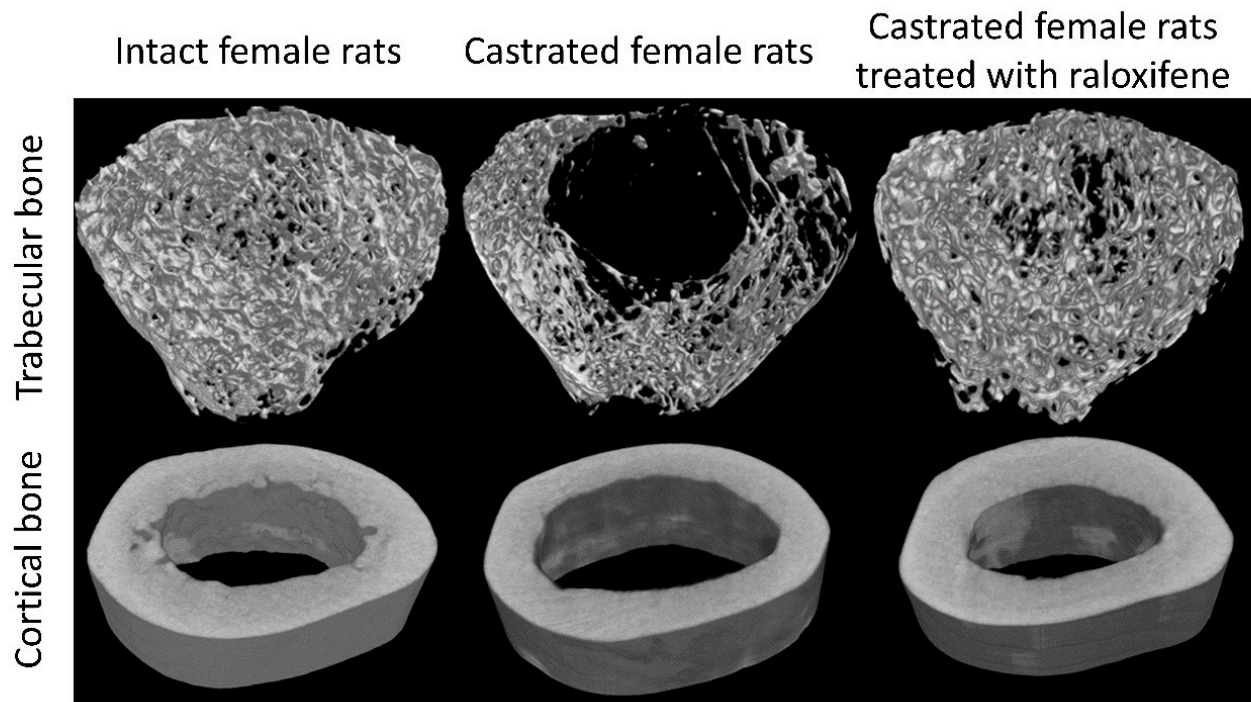 Intact female rats
Castrated female rats
Castrated female rats
treated with raloxifene
Trabecular bone
Cortical bone